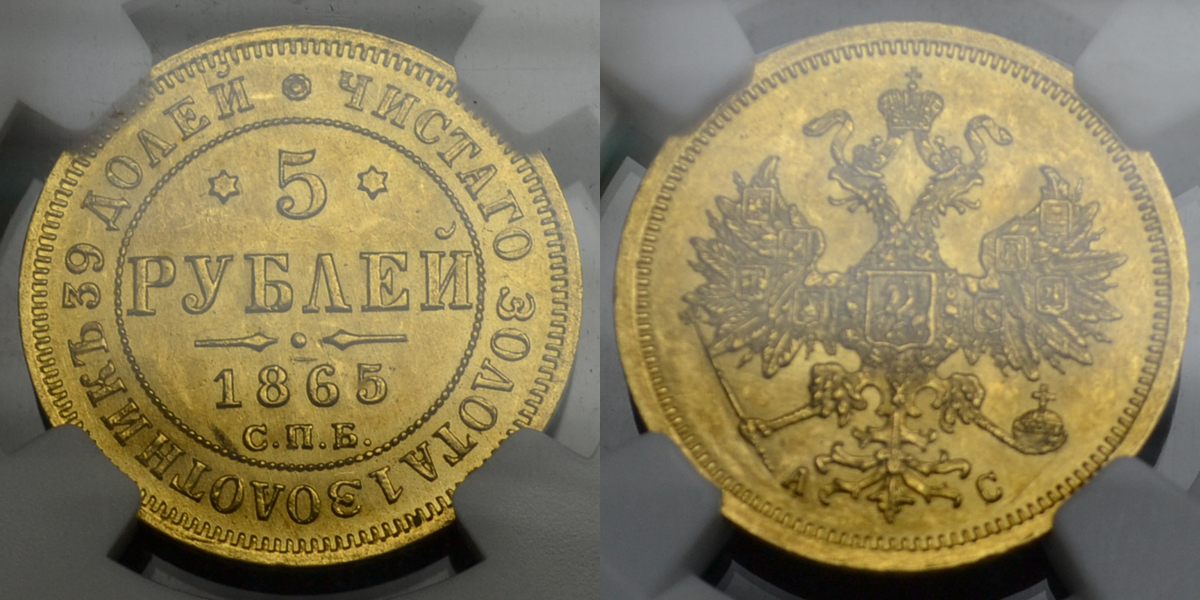 ЧИСТАГО ЗОЛОТА 1 ЗОЛОТНИКЪ 39 ДОЛЕЙ
5
РУБЛЕЙ
1865
С.П.Б.
А С